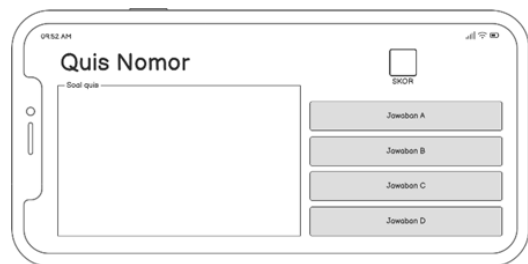 09.52 AM
Quis Nomor
SKOR
Soal quis
Jawaban A
Jawaban B
Jawaban C
Jawaban D